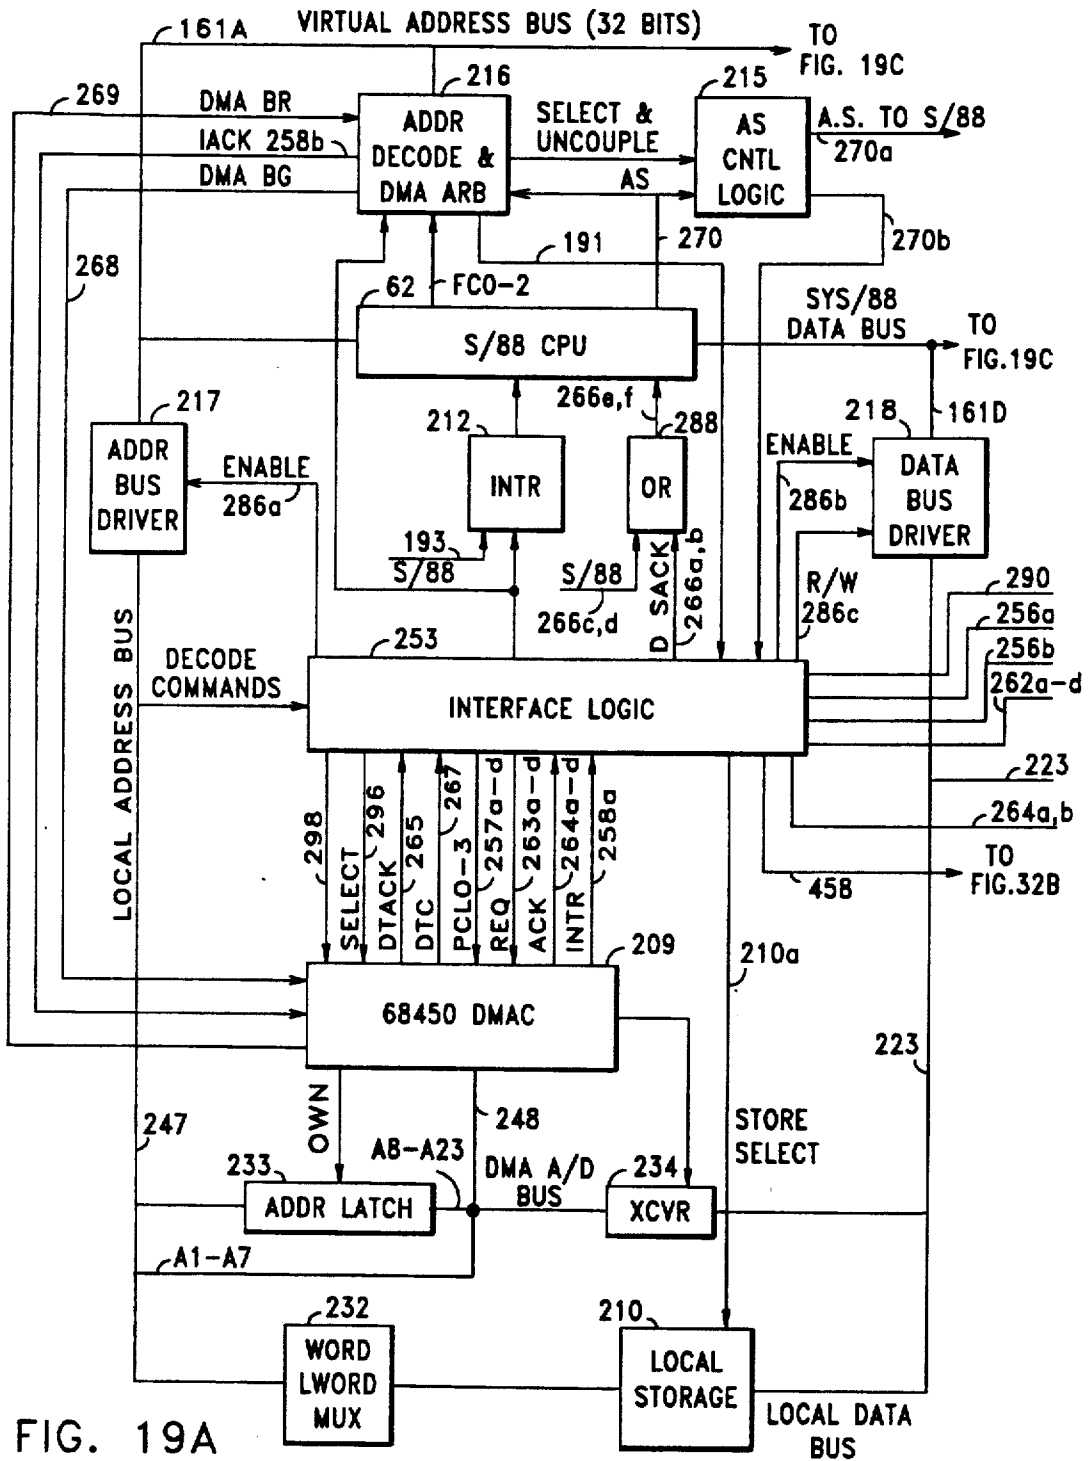 161A
VIRTUAL ADDRESS BUS (32 BITS)
TO
FIG. 19C
269
DMA BR
216
215
ADDR
DECODE &
DMA ARB
SELECT &
UNCOUPLE
AS
CNTL
LOGIC
A.S. TO S/88
270a
IACK 258b
DMA BG
AS
268
191
270
270b
62
FC0-2
S/88 CPU
SYS/88
DATA BUS
TO
FIG.19C
217
212
266e,f
288
218
161D
ADDR
BUS
DRIVER
ENABLE
286a
INTR
OR
ENABLE
286b
DATA
BUS
DRIVER
193
S/88
S/88
266c,d
D SACK
266a,b
R/W
286c
290
256a
256b
262a-d
LOCAL ADDRESS BUS
DECODE
COMMANDS
253
INTERFACE LOGIC
223
264a,b
TO
FIG.32B
458
298
SELECT
296
DTACK
265
DTC
267
PCL0-3
257a-d
REQ
263a-d
ACK
264a-d
INTR
258a
209
210a
68450 DMAC
223
247
OWN
248
STORE
SELECT
233
A8-A23
DMA A/D
BUS
234
ADDR LATCH
XCVR
A1-A7
232
210
WORD
LWORD
MUX
LOCAL
STORAGE
LOCAL DATA
BUS
FIG. 19A